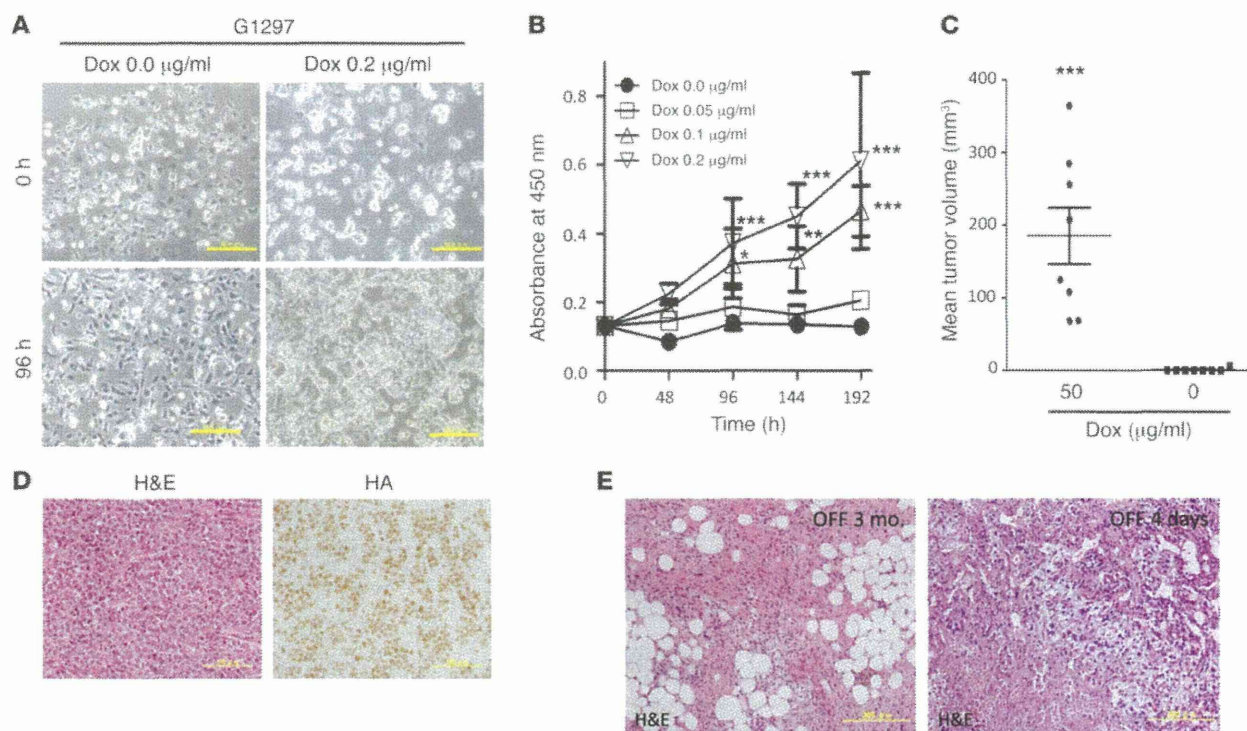 A
G1297
Dox 0.0 μg/ml Dox 0.2 μg/ml
0 h
96 h
B
Absorbance at 450 nm
0.8
0.6
0.4
0.2
0.0
Dox 0.0 μg/ml
Dox 0.05 μg/ml
Dox 0.1 μg/ml
Dox 0.2 μg/ml
***
*
***
**
***
***
0 48 96 144 192
Time (h)
C
Mean tumor volume (mm³)
400
300
200
100
0
***
50 0
Dox (μg/ml)
D
H&E HA
E
OFF 3 mo.
H&E
OFF 4 days
H&E